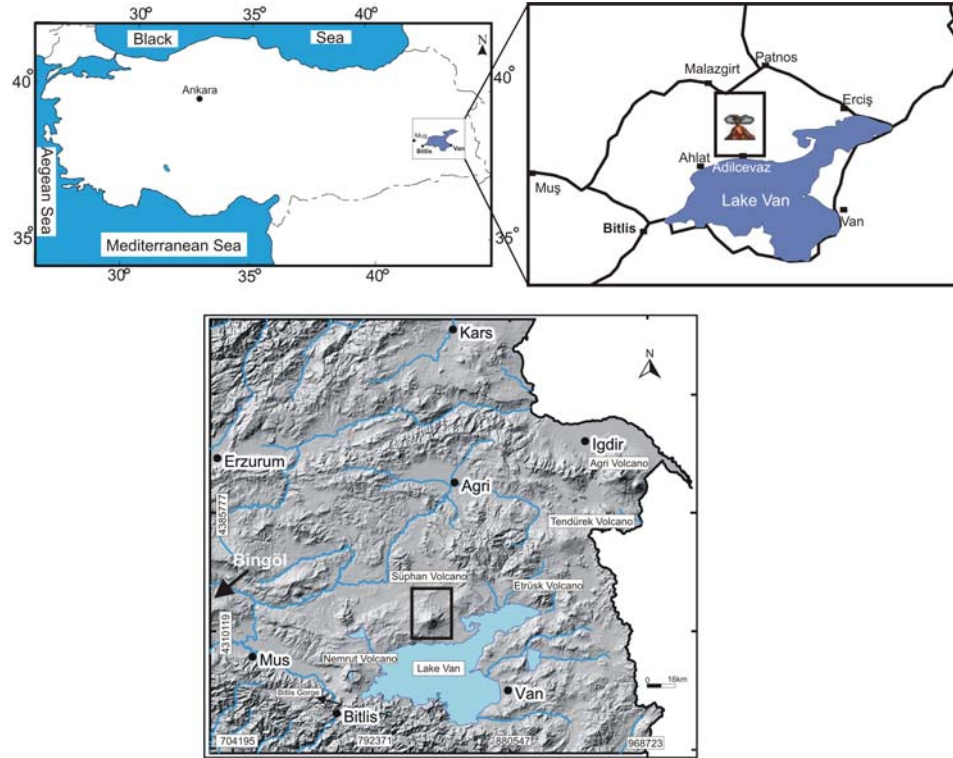 30°
35°
40°
Black
Sea
N
40°
Ankara
Muş
Bitlis
Van
Aegean Sea
35°
Mediterranean Sea
30°
35°
40°
Patnos
Malazgirt
Erciş
Ahlat
Adilcevaz
Muş
Lake Van
Van
Bitlis
Kars
N
Igdir
Erzurum
Agri Volcano
Agri
4385777
Tendürek Volcano
Bingöl
Süphan Volcano
Etrüsk Volcano
4310119
Mus
Nemrut Volcano
Lake Van
0
16km
Bitlis Gorge
Van
Bitlis
704195
792371
880547
968723